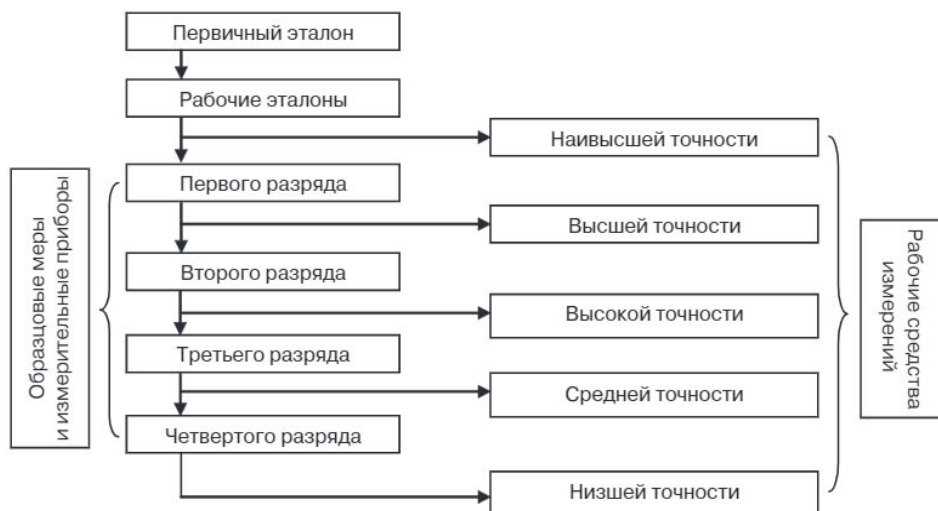 Первичный эталон
Рабочие эталоны
Наивысшей точности
Первого разряда
Высшей точности
Второго разряда
Высокой точности
Третьего разряда
Средней точности
Четвертого разряда
Низшей точности
Образцовые меры
и измерительные приборы
Рабочие средства
измерений